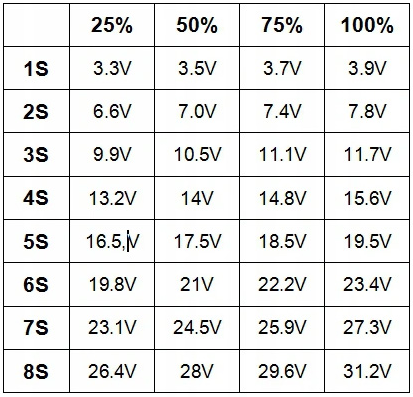 25% 50% 75% 100%
1S 3.3V 3.5V 3.7V 3.9V
2S 6.6V 7.0V 7.4V 7.8V
3S 9.9V 10.5V 11.1V 11.7V
4S 13.2V 14V 14.8V 15.6V
5S 16.5,V 17.5V 18.5V 19.5V
6S 19.8V 21V 22.2V 23.4V
7S 23.1V 24.5V 25.9V 27.3V
8S 26.4V 28V 29.6V 31.2V